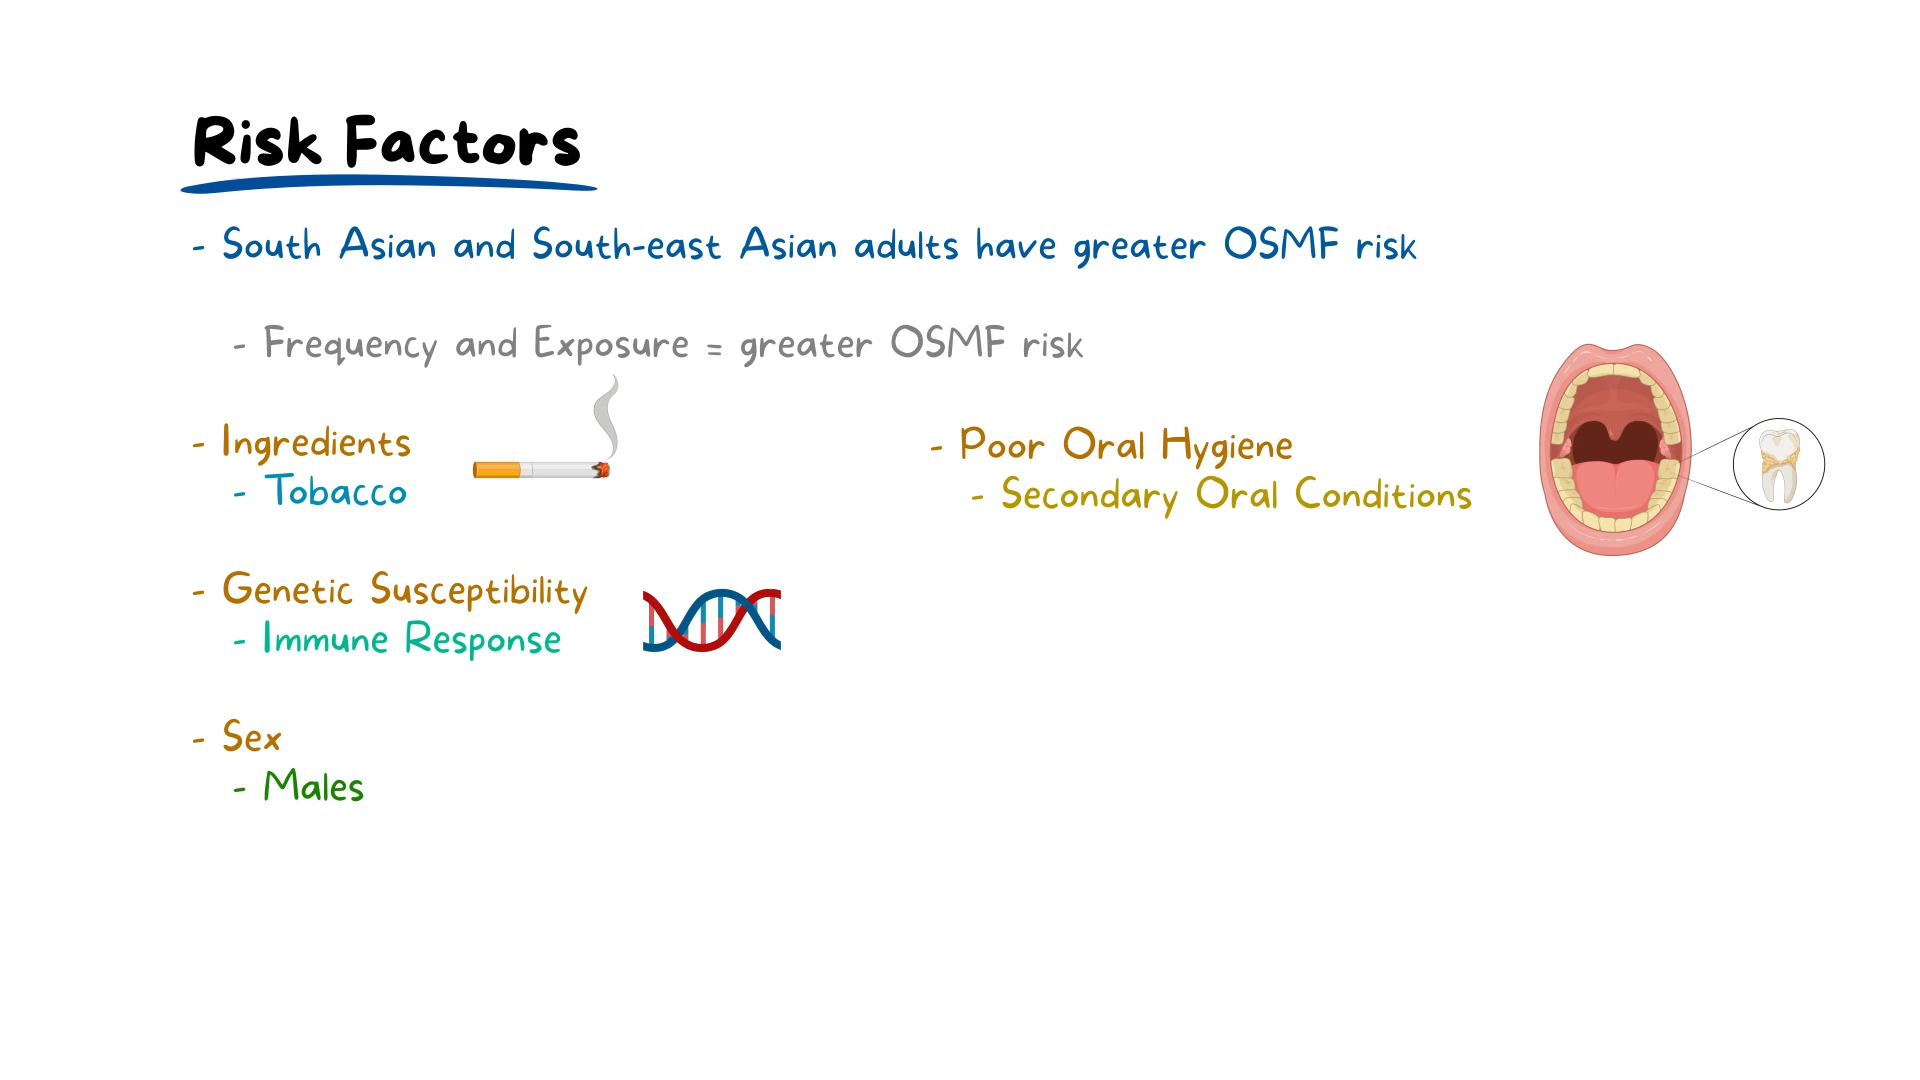 Risk Factors
- South Asian and South-east Asian adults have greater OSMF risk
- Frequency and Exposure = greater OSMF risk
- Ingredients
- Tobacco
- Genetic Susceptibility
- Immune Response
- Sex
- Males
- Poor Oral Hygiene
- Secondary Oral Conditions